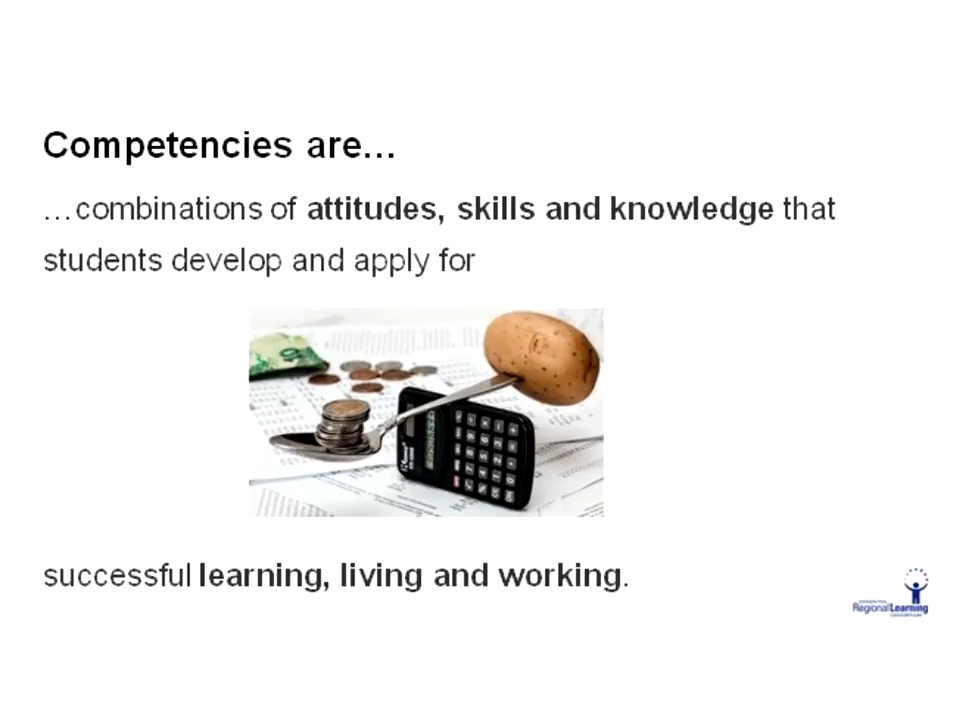 Competencies are…
…combinations of attitudes, skills and knowledge that
students develop and apply for
successful learning, living and working.
RegionalLearning